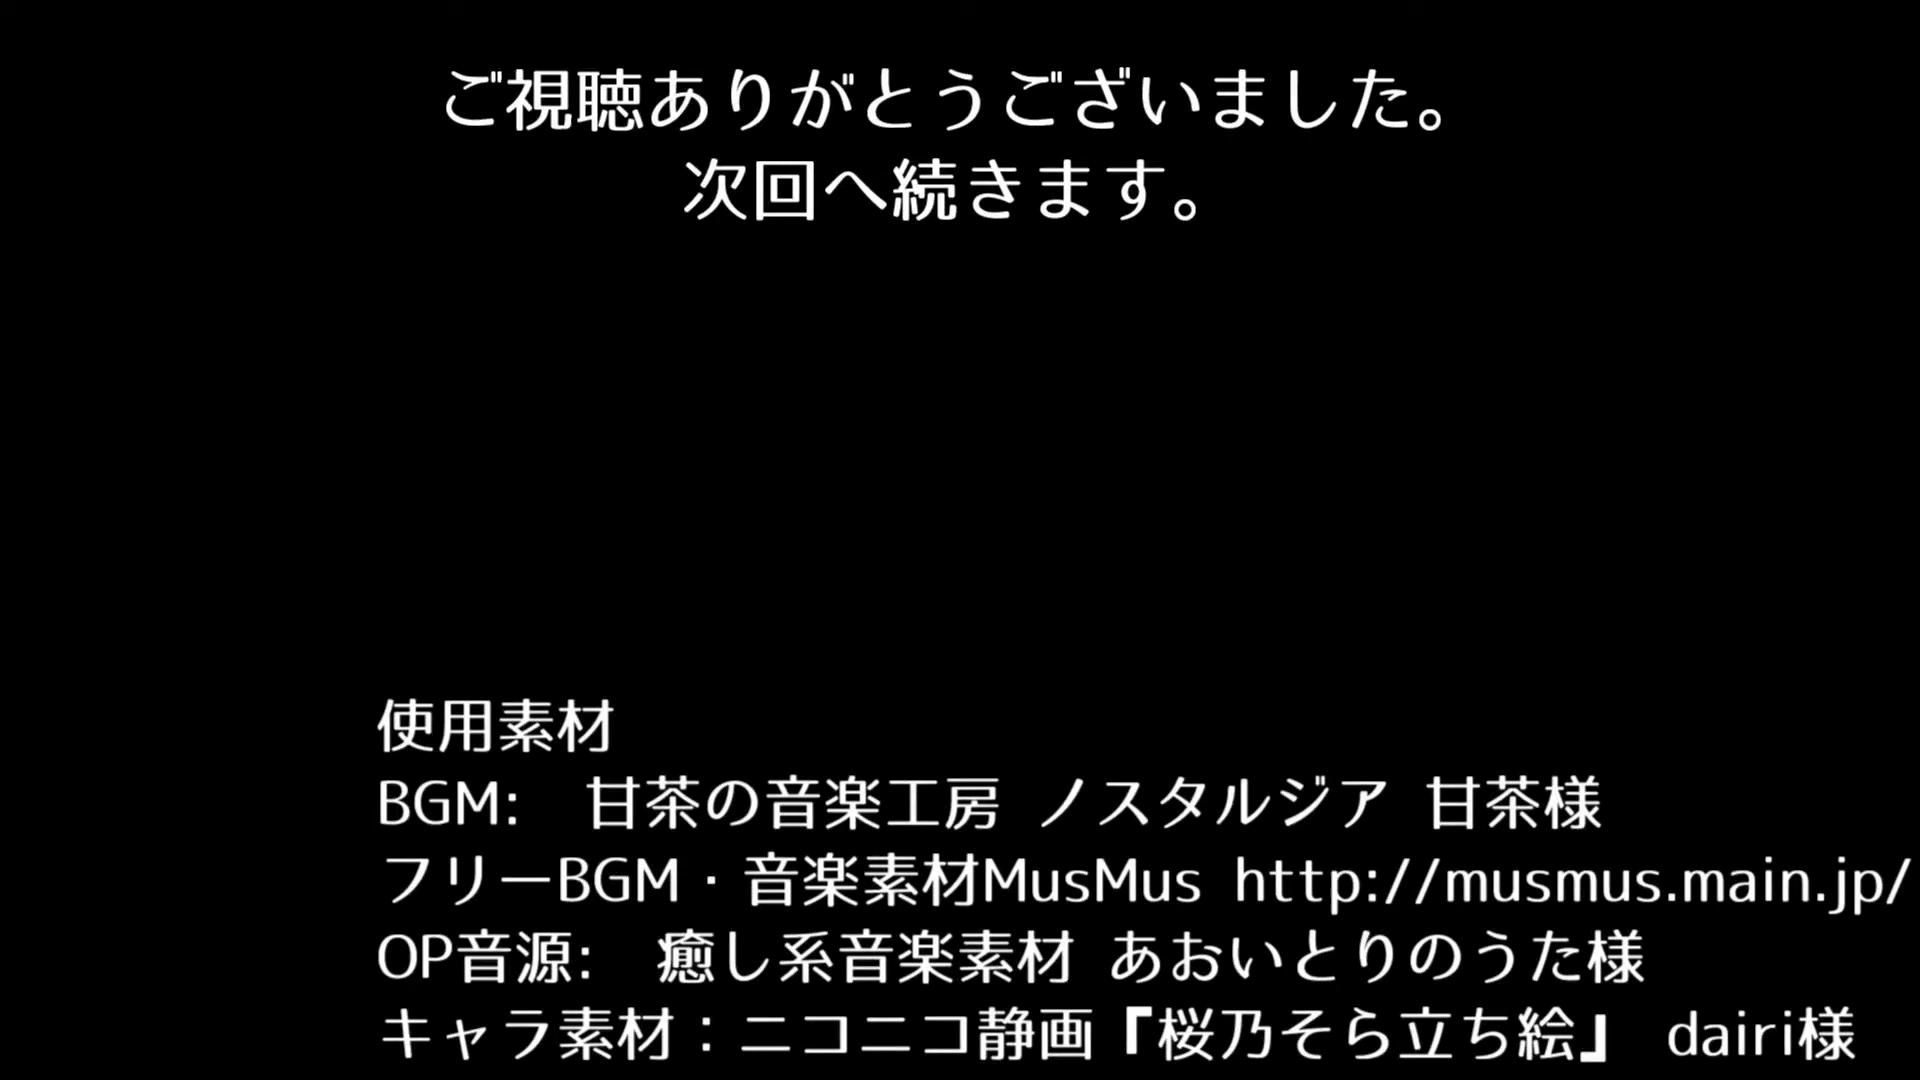 ご視聴ありがとうございました。
次回へ続きます。
使用素材
BGM:　甘茶の音楽工房 ノスタルジア 甘茶様
フリーBGM・音楽素材MusMus http://musmus.main.jp/
OP音源:　癒し系音楽素材 あおいとりのうた様
キャラ素材：ニコニコ静画『桜乃そら立ち絵』 dairi様